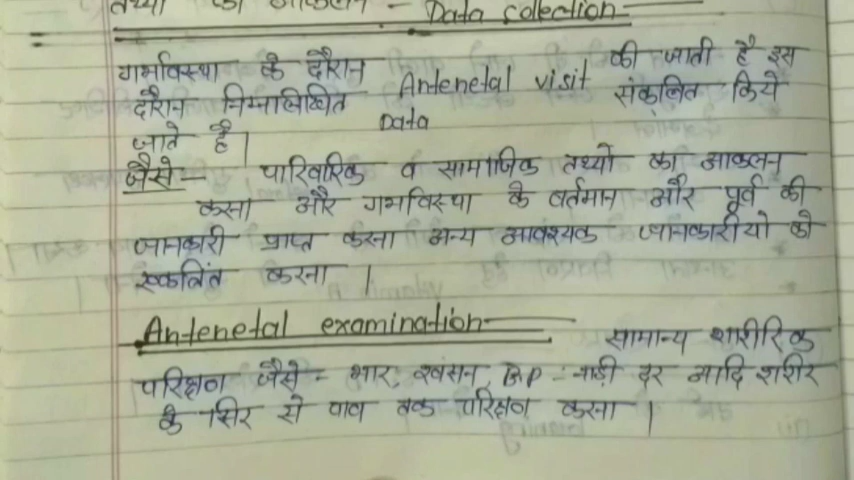 तथ्यो का आकलन - Data collection
गर्भावस्था के दौरान Antenetal visit की जाती है इस
दौरान निम्नलिखित Data संकलित किये
जाते है।
जैसे - पारिवारिक व सामाजिक तथ्यो का आकलन
करना और गर्भावस्था के वर्तमान और पूर्व की
जानकारी प्राप्त करना अन्य आवश्यक जानकारीयो को
एकत्रित करना।
Antenetal examination - सामान्य शारीरिक
परिक्षण जैसे - भार, श्वसन, B.P - नाडी दर आदि शरीर
के सिर से पाव तक परिक्षण करना।